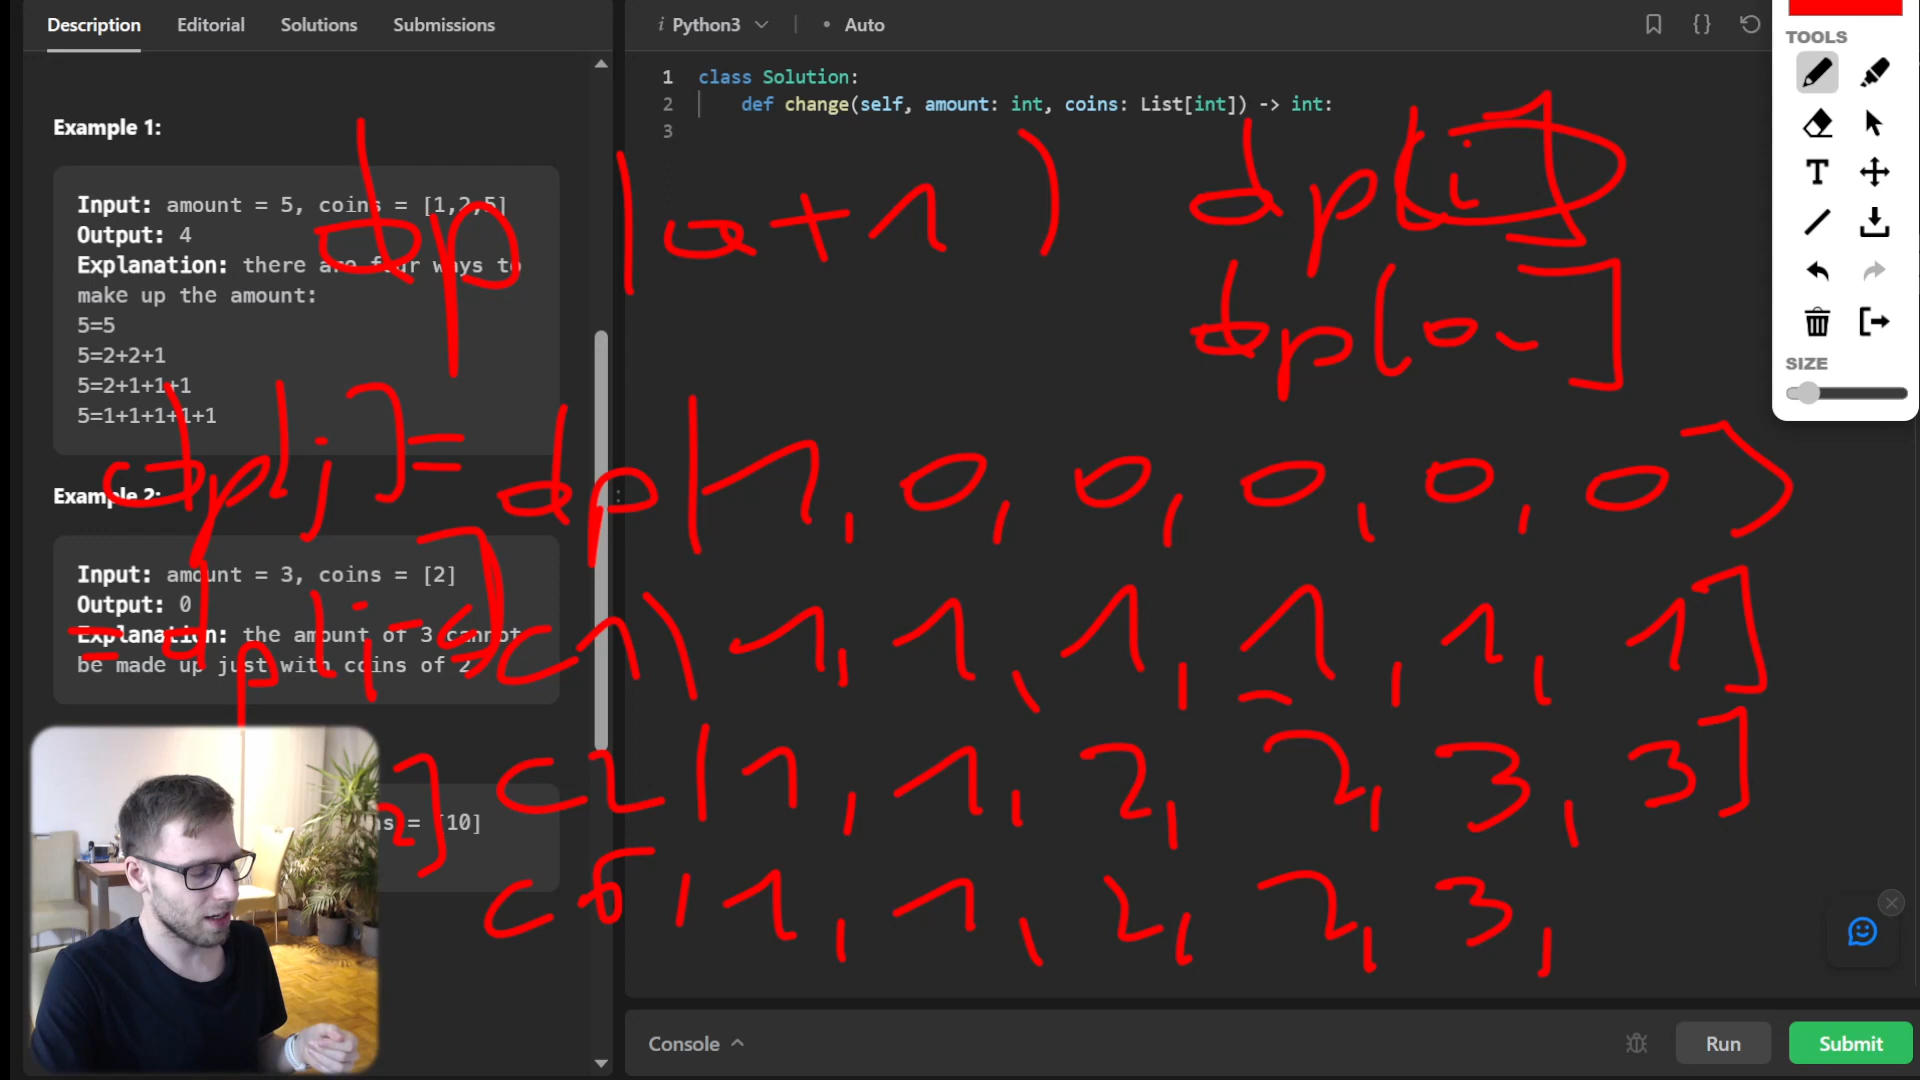 Description Editorial Solutions Submissions
Example 1:
Input: amount = 5, coins = [1,2,5]
Output: 4
Explanation: there are four ways to
make up the amount:
5=5
5=2+2+1
5=2+1+1+1
5=1+1+1+1+1
Example 2:
Input: amount = 3, coins = [2]
Output: 0
Explanation: the amount of 3 cannot
be made up just with coins of 2
= [10]
i Python3 Auto
1 class Solution:
2 def change(self, amount: int, coins: List[int]) -> int:
3
dp (a+1) dp[i]
dp[0-]
dp[j]=
dp[1, 0, 0, 0, 0, 0]
c1) 1, 1, 1, 1, 1, 1]
c2[1, 1, 2, 2, 3, 3]
c5[1, 1, 2, 2, 3,
Console
Run
Submit
TOOLS
T
SIZE